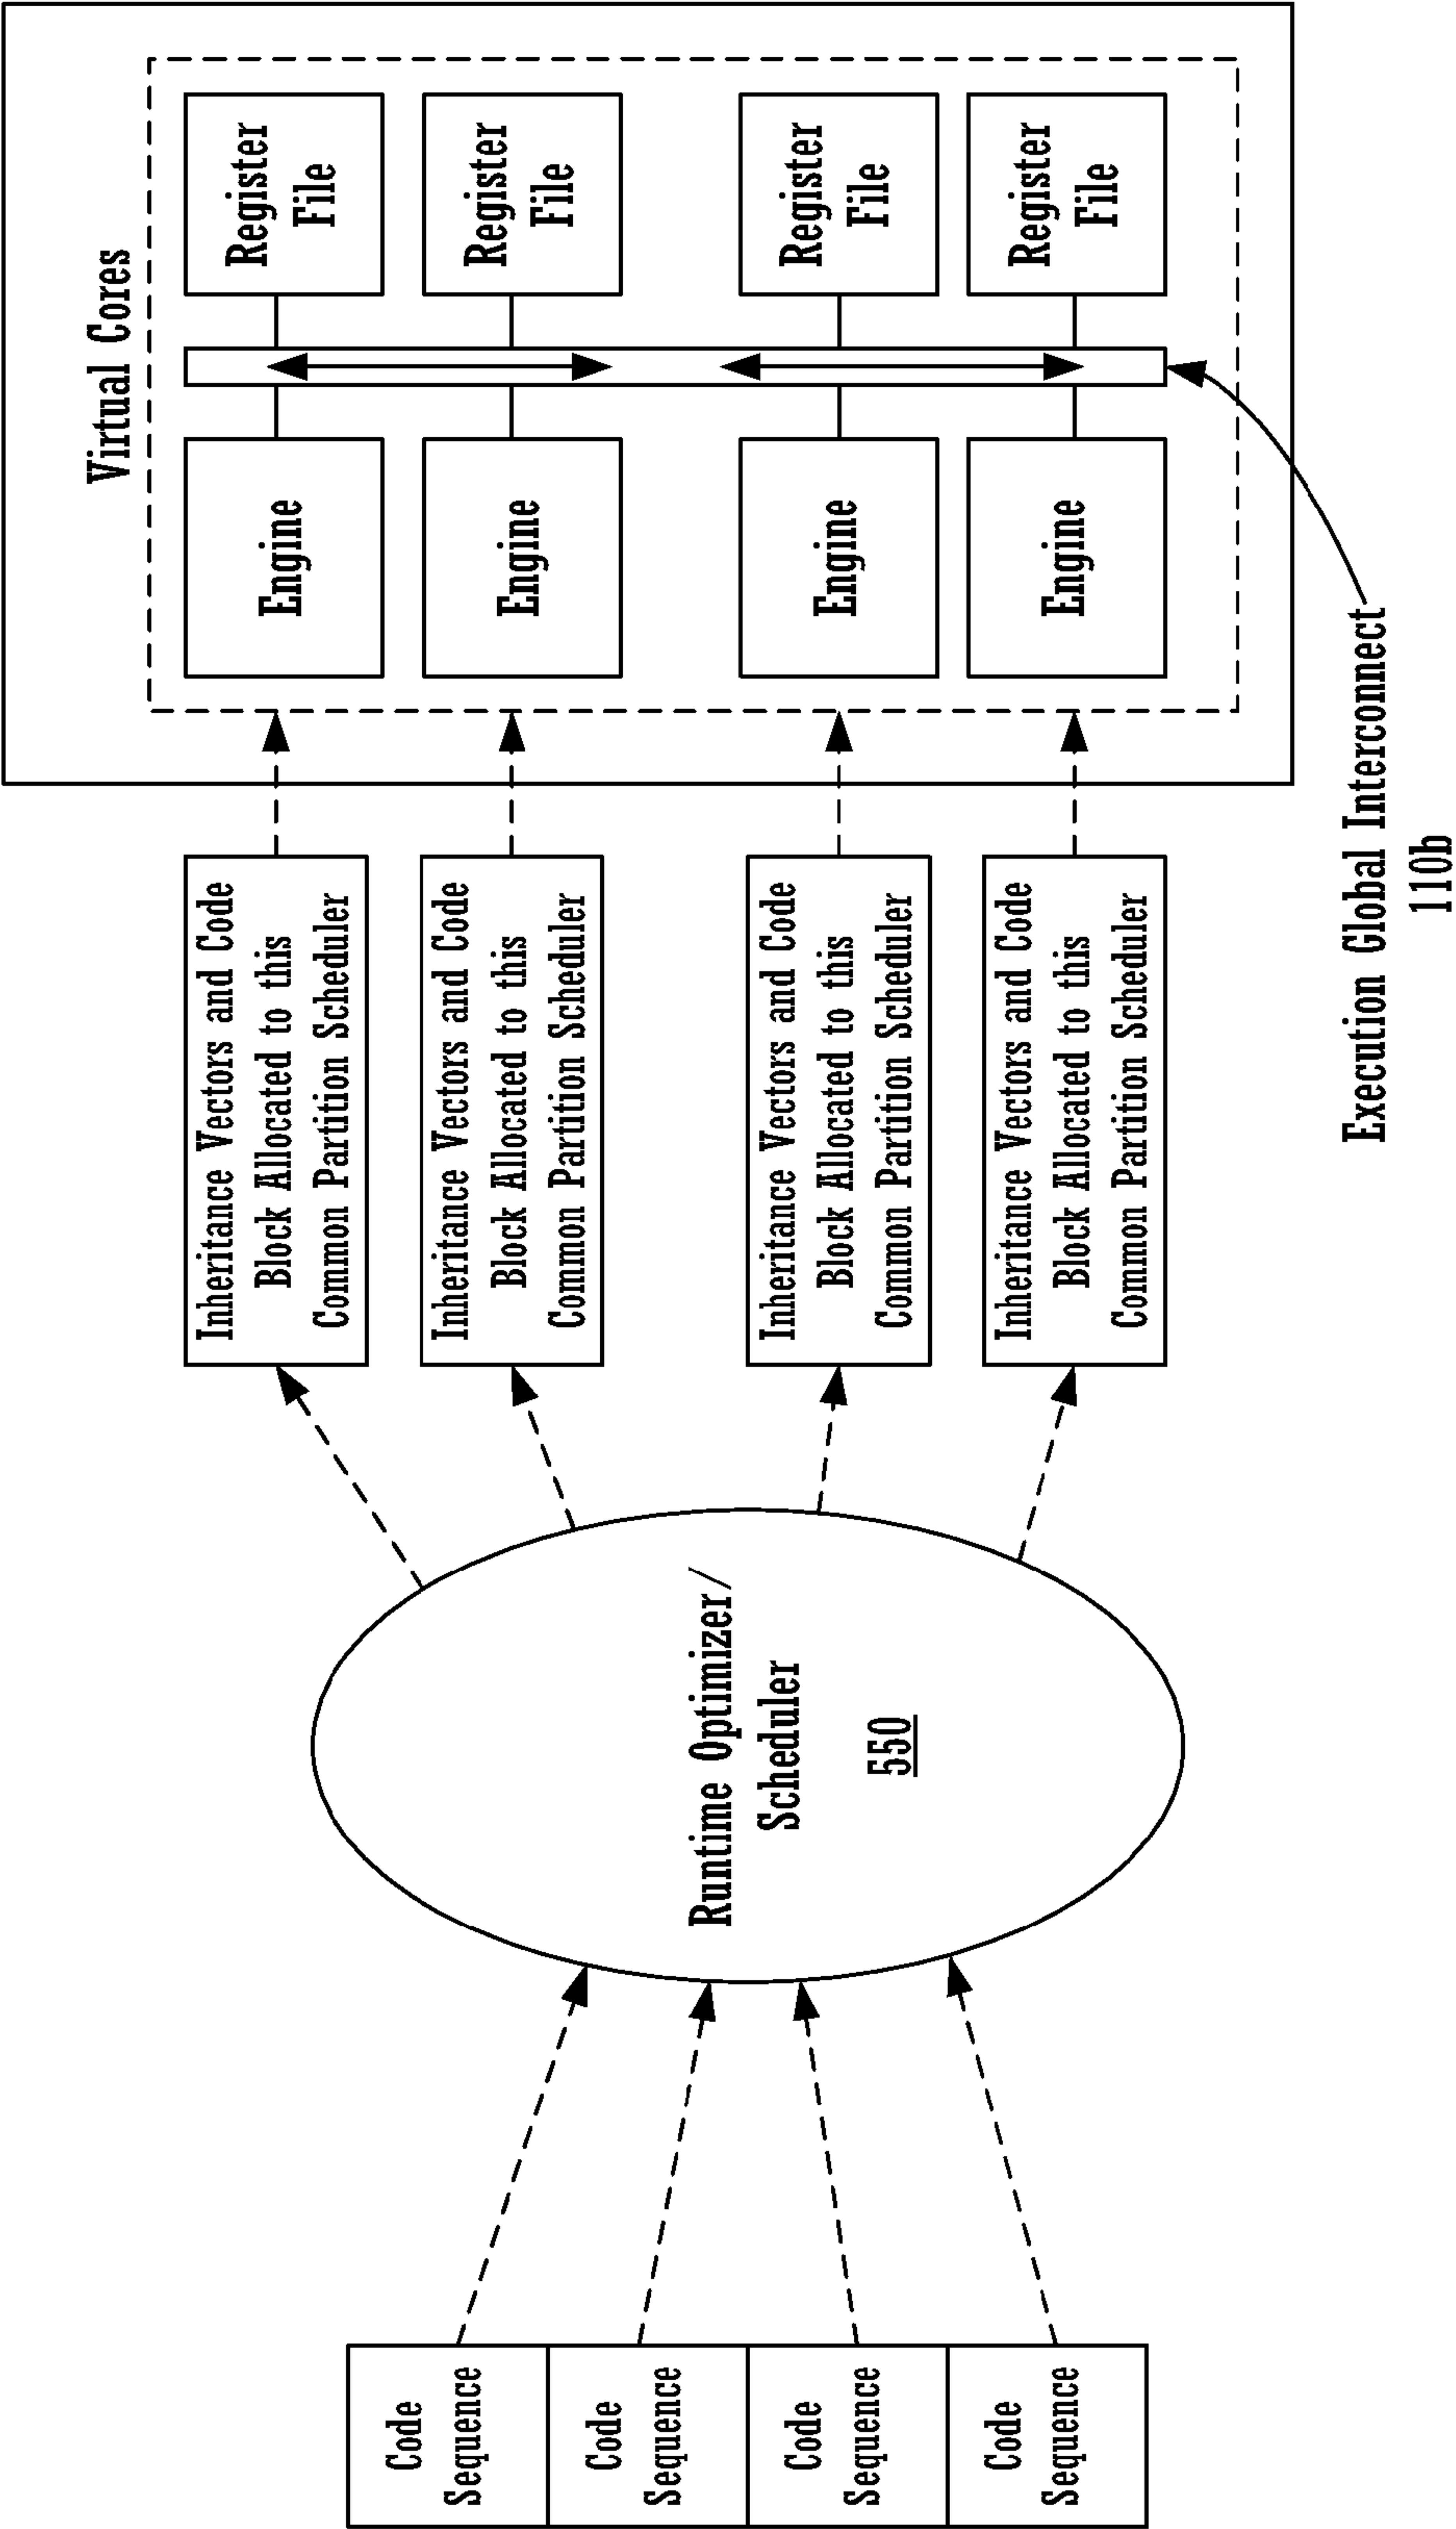 Code
Sequence
Code
Sequence
Code
Sequence
Code
Sequence
Runtime Optimizer/
Scheduler
550
Inheritance Vectors and Code
Block Allocated to this
Common Partition Scheduler
Inheritance Vectors and Code
Block Allocated to this
Common Partition Scheduler
Inheritance Vectors and Code
Block Allocated to this
Common Partition Scheduler
Inheritance Vectors and Code
Block Allocated to this
Common Partition Scheduler
Virtual Cores
Engine
Register
File
Engine
Register
File
Engine
Register
File
Engine
Register
File
Execution Global Interconnect
110b